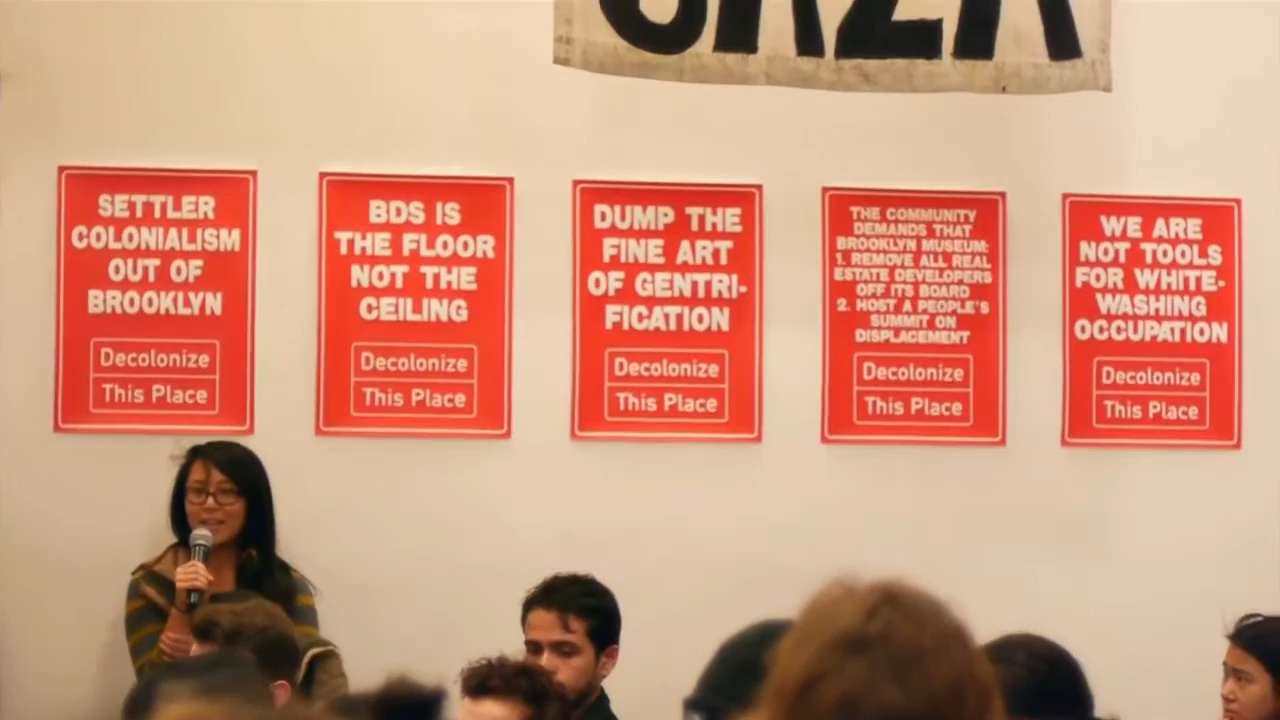 GAZA
SETTLER
COLONIALISM
OUT OF
BROOKLYN
Decolonize
This Place
BDS IS
THE FLOOR
NOT THE
CEILING
Decolonize
This Place
DUMP THE
FINE ART
OF GENTRI-
FICATION
Decolonize
This Place
THE COMMUNITY
DEMANDS THAT
BROOKLYN MUSEUM:
1. REMOVE ALL REAL
ESTATE DEVELOPERS
OFF ITS BOARD
2. HOST A PEOPLE'S
SUMMIT ON
DISPLACEMENT
Decolonize
This Place
WE ARE
NOT TOOLS
FOR WHITE-
WASHING
OCCUPATION
Decolonize
This Place